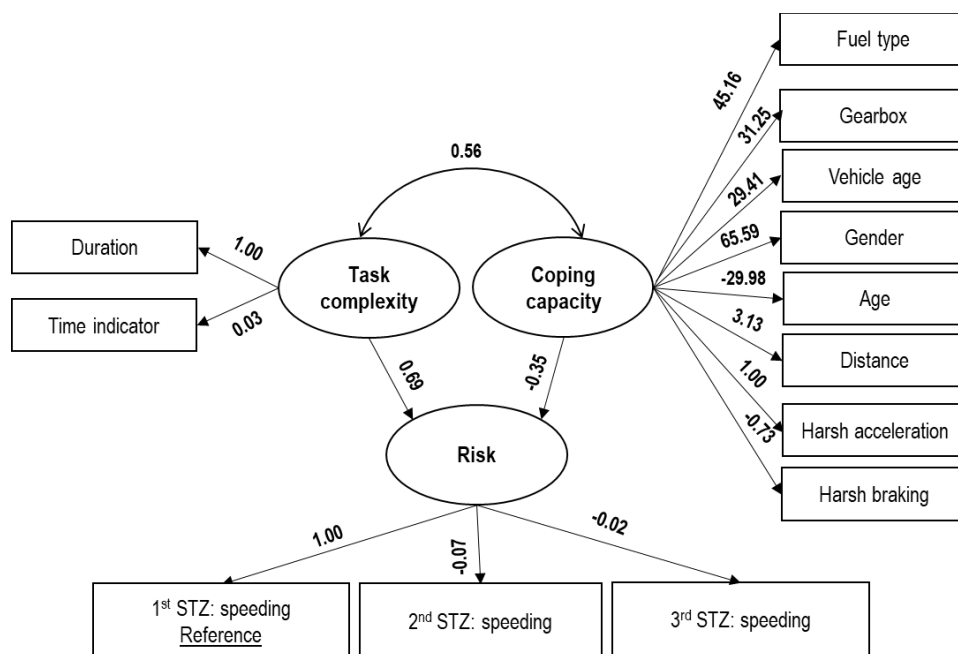 Fuel type
45.16
Gearbox
31.25
Vehicle age
29.41
Gender
65.59
Age
-29.98
Distance
3.13
Harsh acceleration
1.00
Harsh braking
-0.73
0.56
Duration
1.00
Time indicator
0.03
Task
complexity
Coping
capacity
0.69
-0.35
Risk
1.00
-0.07
-0.02
1st STZ: speeding
Reference
2nd STZ: speeding
3rd STZ: speeding